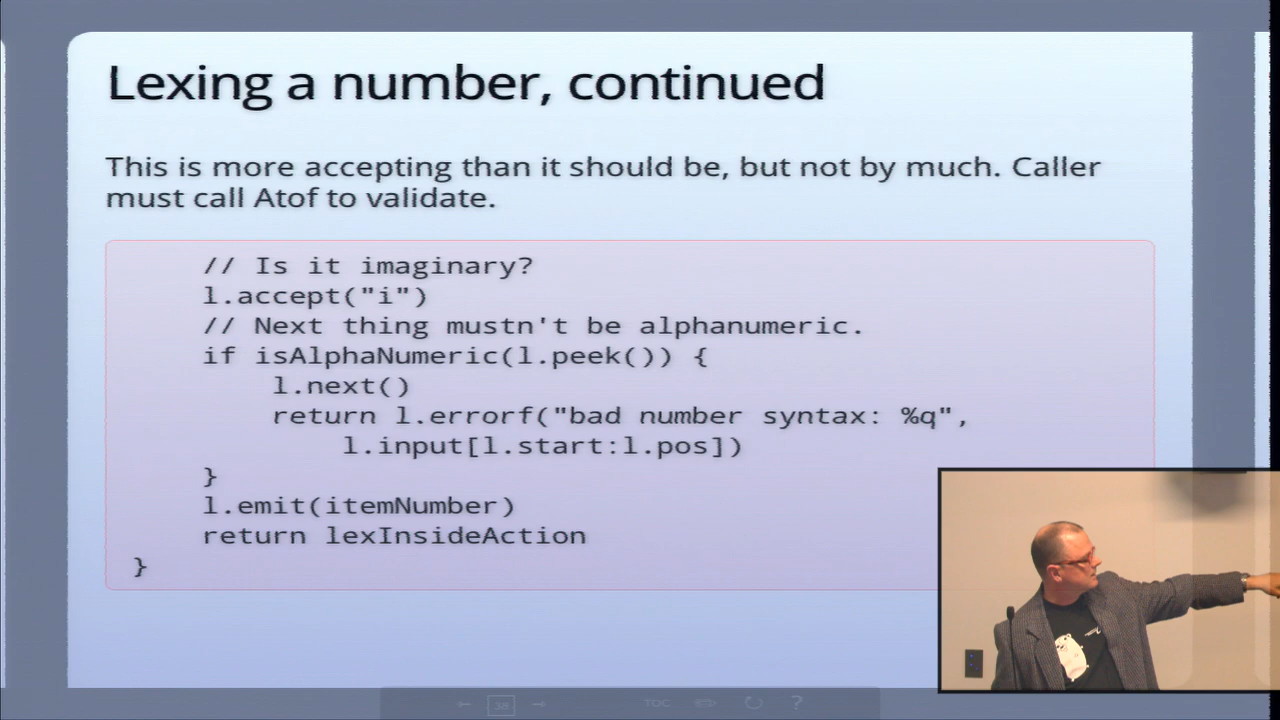 Lexing a number, continued
This is more accepting than it should be, but not by much. Caller
must call Atof to validate.
// Is it imaginary?
l.accept("i")
// Next thing mustn't be alphanumeric.
if isAlphaNumeric(l.peek()) {
l.next()
return l.errorf("bad number syntax: %q",
l.input[l.start:l.pos])
}
l.emit(itemNumber)
return lexInsideAction
}
38
TOC
?